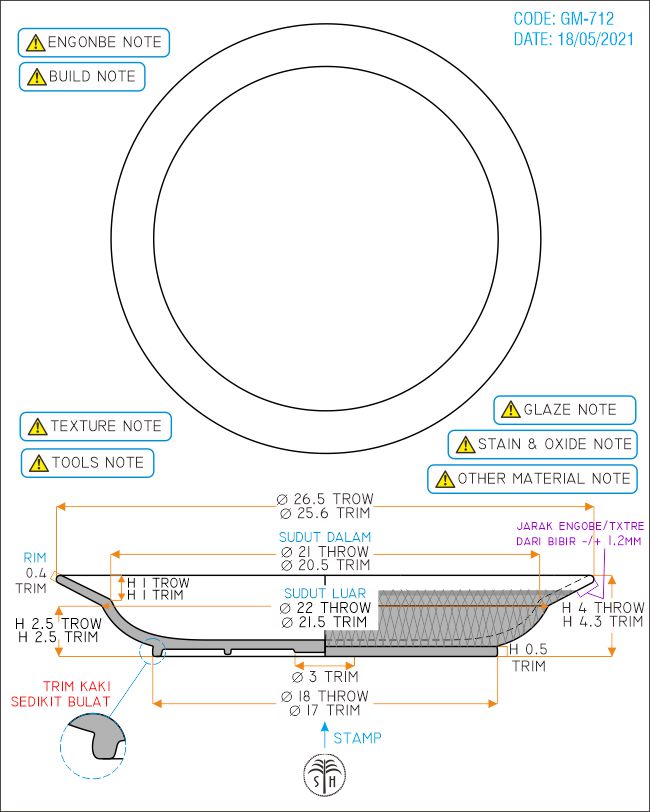 CODE: GM-712
DATE: 18/05/2021
ENGONBE NOTE
BUILD NOTE
TEXTURE NOTE
TOOLS NOTE
GLAZE NOTE
STAIN & OXIDE NOTE
OTHER MATERIAL NOTE
Ø 26.5 TROW
Ø 25.6 TRIM
JARAK ENGOBE/TXTRE
DARI BIBIR -/+ 1.2MM
SUDUT DALAM
Ø 21 THROW
Ø 20.5 TRIM
RIM
0.4
TRIM
H 1 TROW
H 1 TRIM
SUDUT LUAR
Ø 22 THROW
Ø 21.5 TRIM
H 2.5 TROW
H 2.5 TRIM
H 4 THROW
H 4.3 TRIM
H 0.5
TRIM
Ø 3 TRIM
TRIM KAKI
SEDIKIT BULAT
Ø 18 THROW
Ø 17 TRIM
STAMP
S H